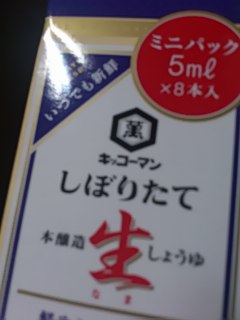 いつでも新鮮
ミニパック
5ml
×8本入
萬
キッコーマン
しぼりたて
本醸造
生
しょうゆ
なま